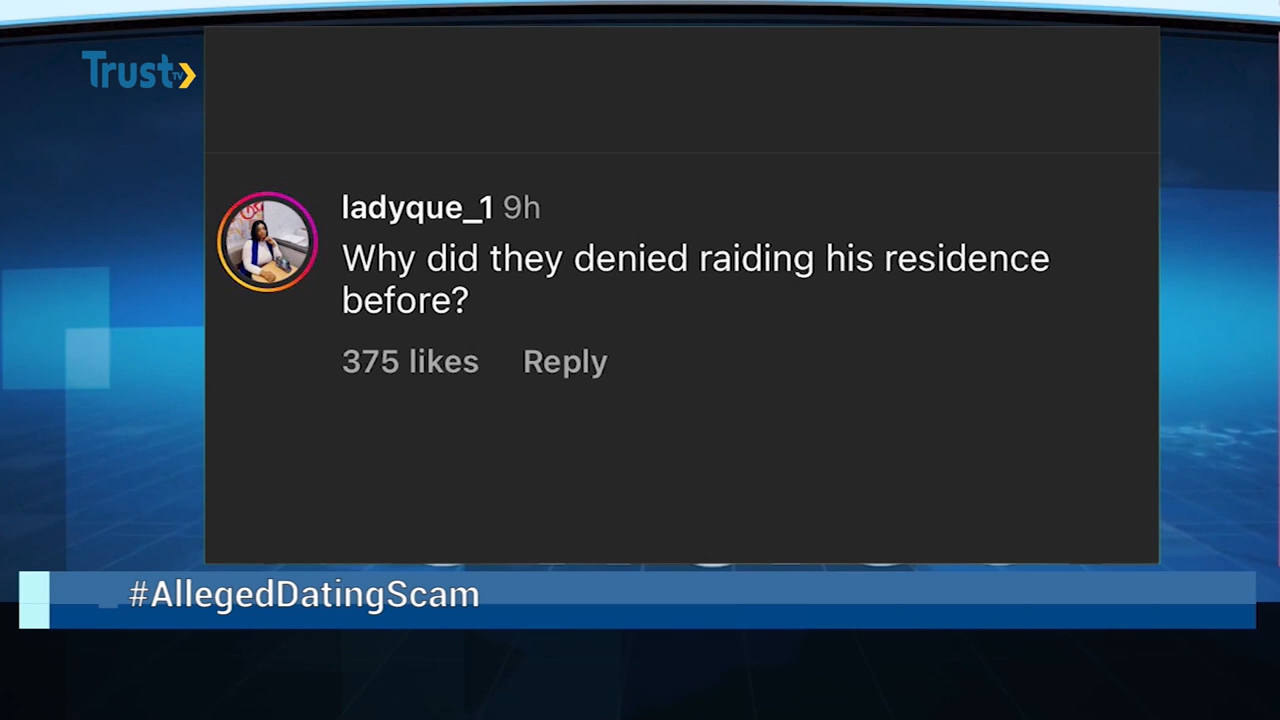 Trust TV
ladyque_1 9h
Why did they denied raiding his residence
before?
375 likes Reply
#AllegedDatingScam